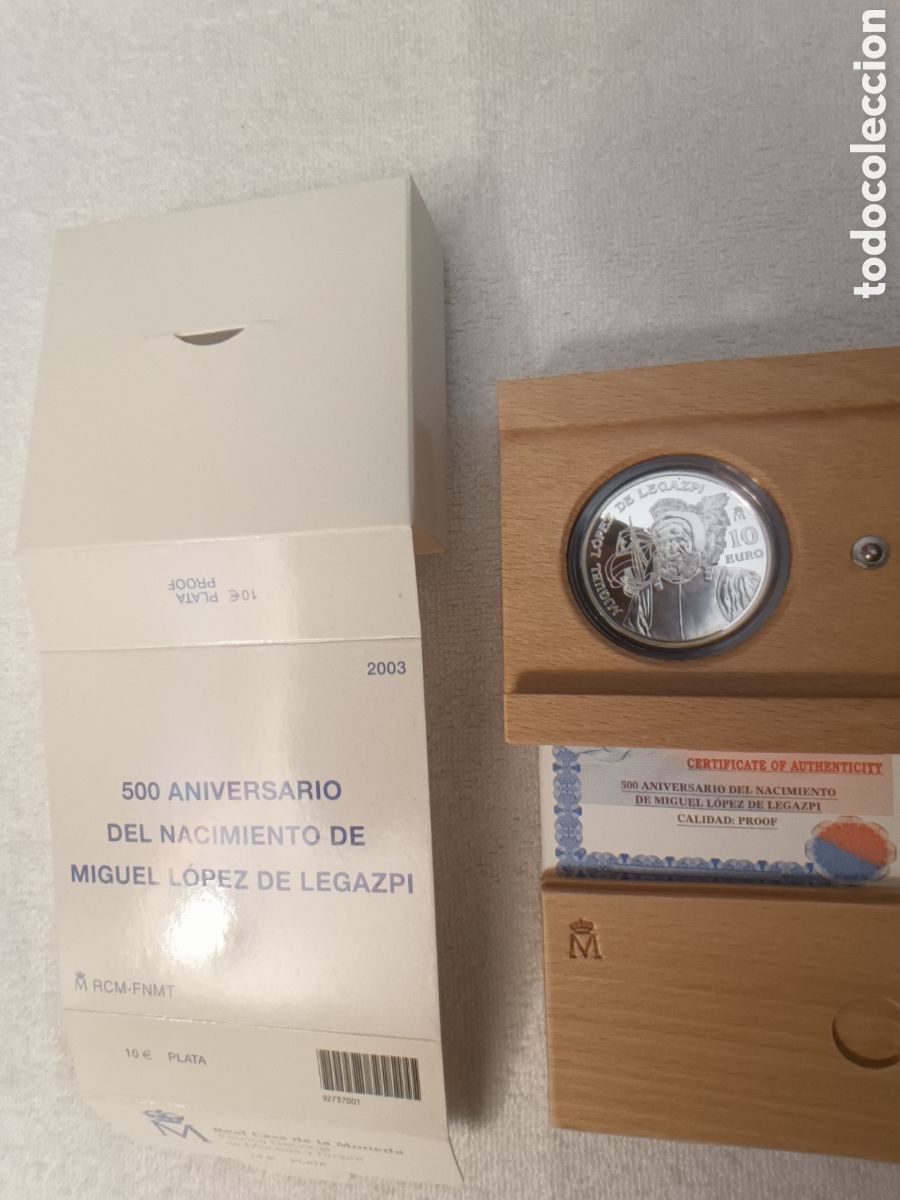 todocoleccion
10€ PLATA
PROOF
2003
500 ANIVERSARIO
DEL NACIMIENTO DE
MIGUEL LÓPEZ DE LEGAZPI
M RCM-FNMT
10 € PLATA
92737001
M Real Casa de la Moneda
10 € PLATA
MIGUEL LÓPEZ DE LEGAZPI
M
10
EURO
CERTIFICATE OF AUTHENTICITY
500 ANIVERSARIO DEL NACIMIENTO
DE MIGUEL LÓPEZ DE LEGAZPI
CALIDAD: PROOF
M